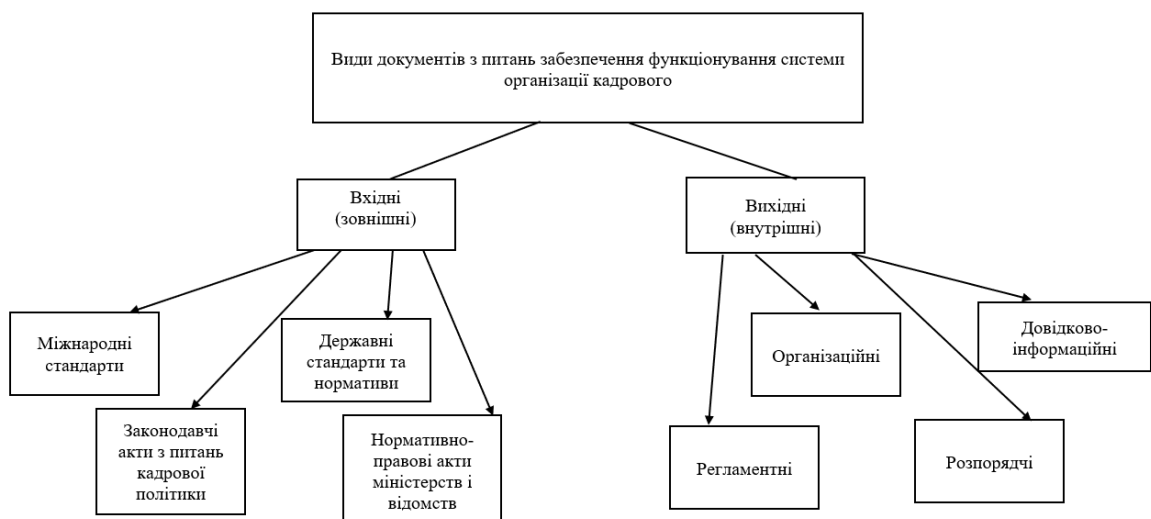 Види документів з питань забезпечення функціонування системи
організації кадрового
Вхідні
(зовнішні)
Вихідні
(внутрішні)
Міжнародні
стандарти
Законодавчі
акти з питань
кадрової
політики
Державні
стандарти та
нормативи
Нормативно-
правові акти
міністерств і
відомств
Регламентні
Організаційні
Розпорядчі
Довідково-
інформаційні